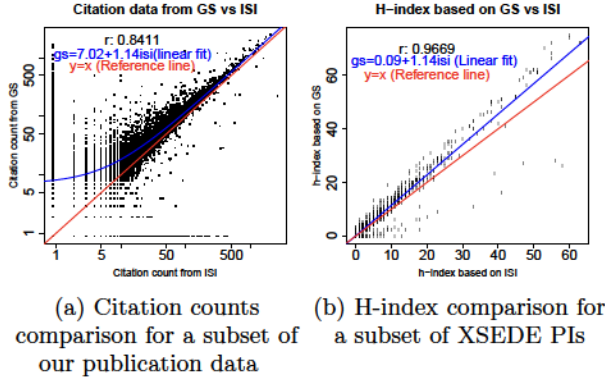 Citation data from GS vs ISI
r: 0.8411
gs=7.02+1.14isi(linear fit)
y=x (Reference line)
Citation count from GS
500
50
5
1
1 5 50 500
Citation count from ISI
(a) Citation counts
comparison for a subset of
our publication data
H-index based on GS vs ISI
r: 0.9669
gs=0.09+1.14isi (Linear fit)
y=x (Reference line)
h-index based on GS
60
40
20
0
0 10 20 30 40 50 60
h-index based on ISI
(b) H-index comparison for
a subset of XSEDE PIs